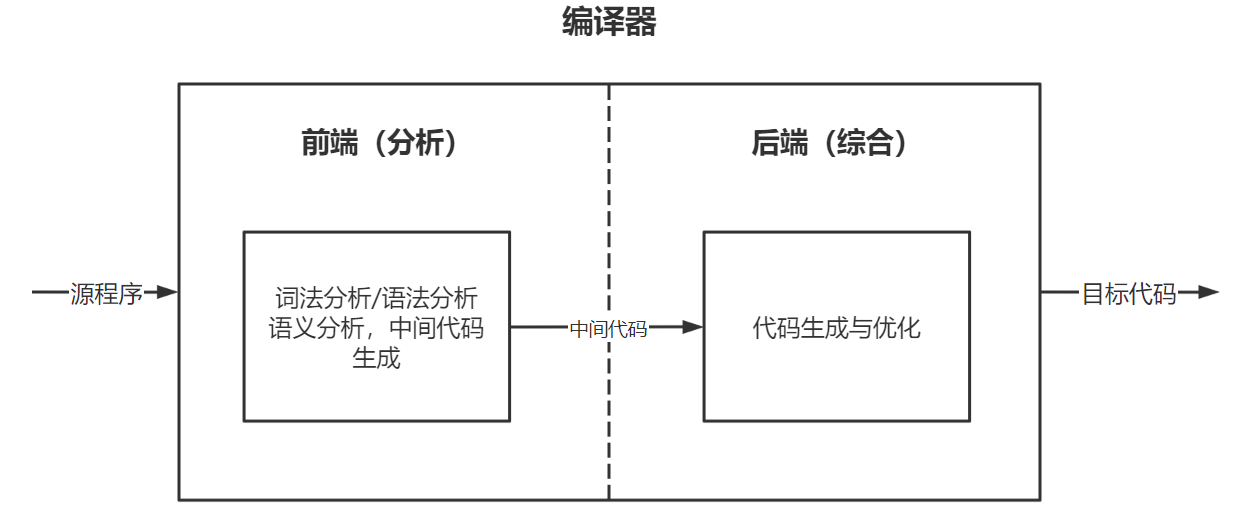 编译器
前端（分析）
后端（综合）
源程序
词法分析/语法分析
语义分析，中间代码
生成
中间代码
代码生成与优化
目标代码